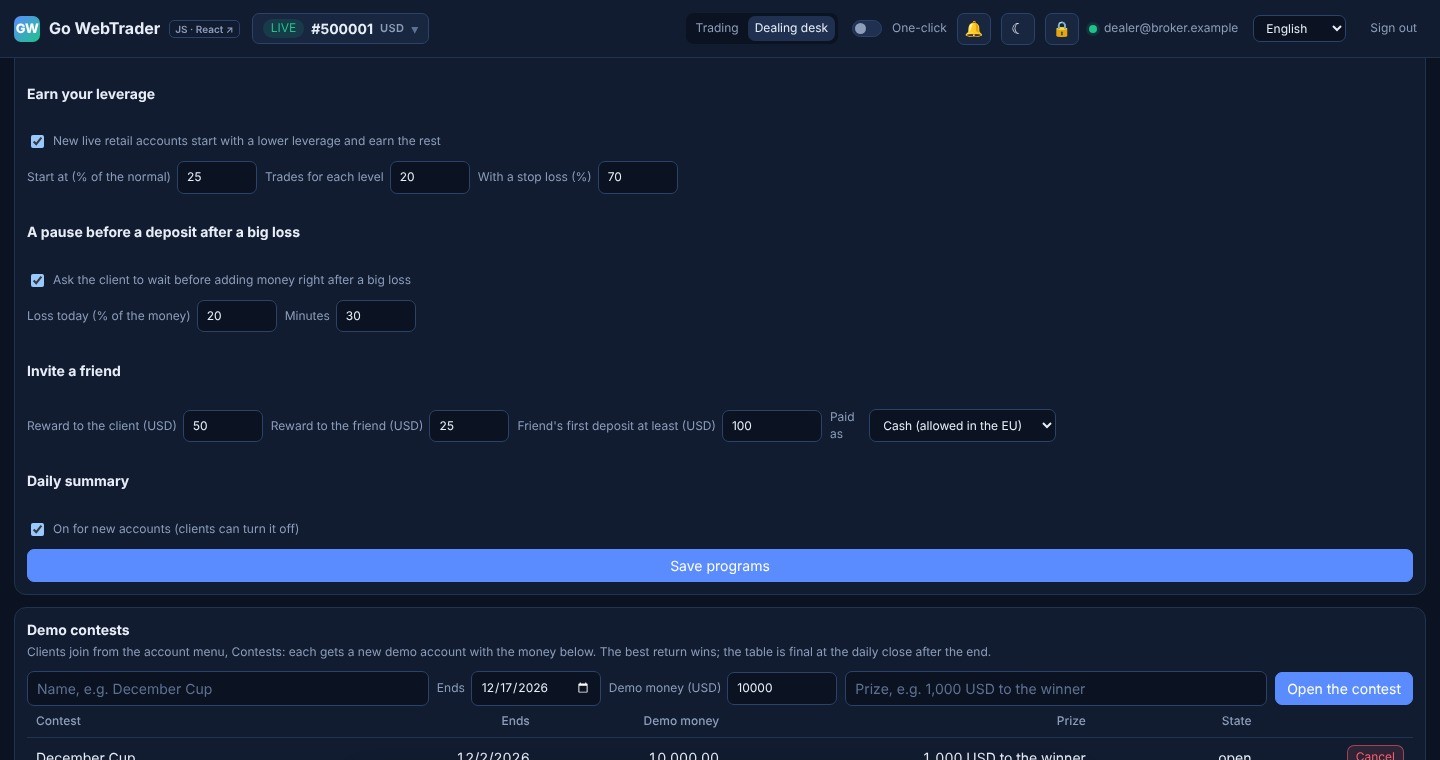 GW Go WebTrader JS · React ↗ LIVE #500001 USD ▾ Trading Dealing desk One-click dealer@broker.example English Sign out
Earn your leverage
New live retail accounts start with a lower leverage and earn the rest
Start at (% of the normal) 25 Trades for each level 20 With a stop loss (%) 70
A pause before a deposit after a big loss
Ask the client to wait before adding money right after a big loss
Loss today (% of the money) 20 Minutes 30
Invite a friend
Reward to the client (USD) 50 Reward to the friend (USD) 25 Friend's first deposit at least (USD) 100 Paid as Cash (allowed in the EU)
Daily summary
On for new accounts (clients can turn it off)
Save programs
Demo contests
Clients join from the account menu, Contests: each gets a new demo account with the money below. The best return wins; the table is final at the daily close after the end.
Name, e.g. December Cup Ends 12/17/2026 Demo money (USD) 10000 Prize, e.g. 1,000 USD to the winner Open the contest
Contest Ends Demo money Prize State
December Cup 12/2/2026 10,000.00 1,000 USD to the winner open Cancel